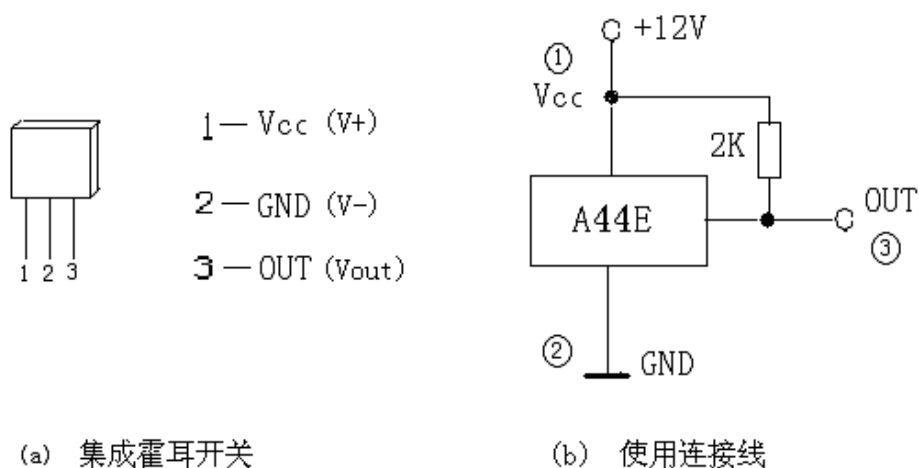 1—Vcc (V+)
2—GND (V-)
3—OUT (Vout)
1 2 3
(a) 集成霍耳开关
+12V
①
Vcc
2K
A44E
OUT
③
②
GND
(b) 使用连接线